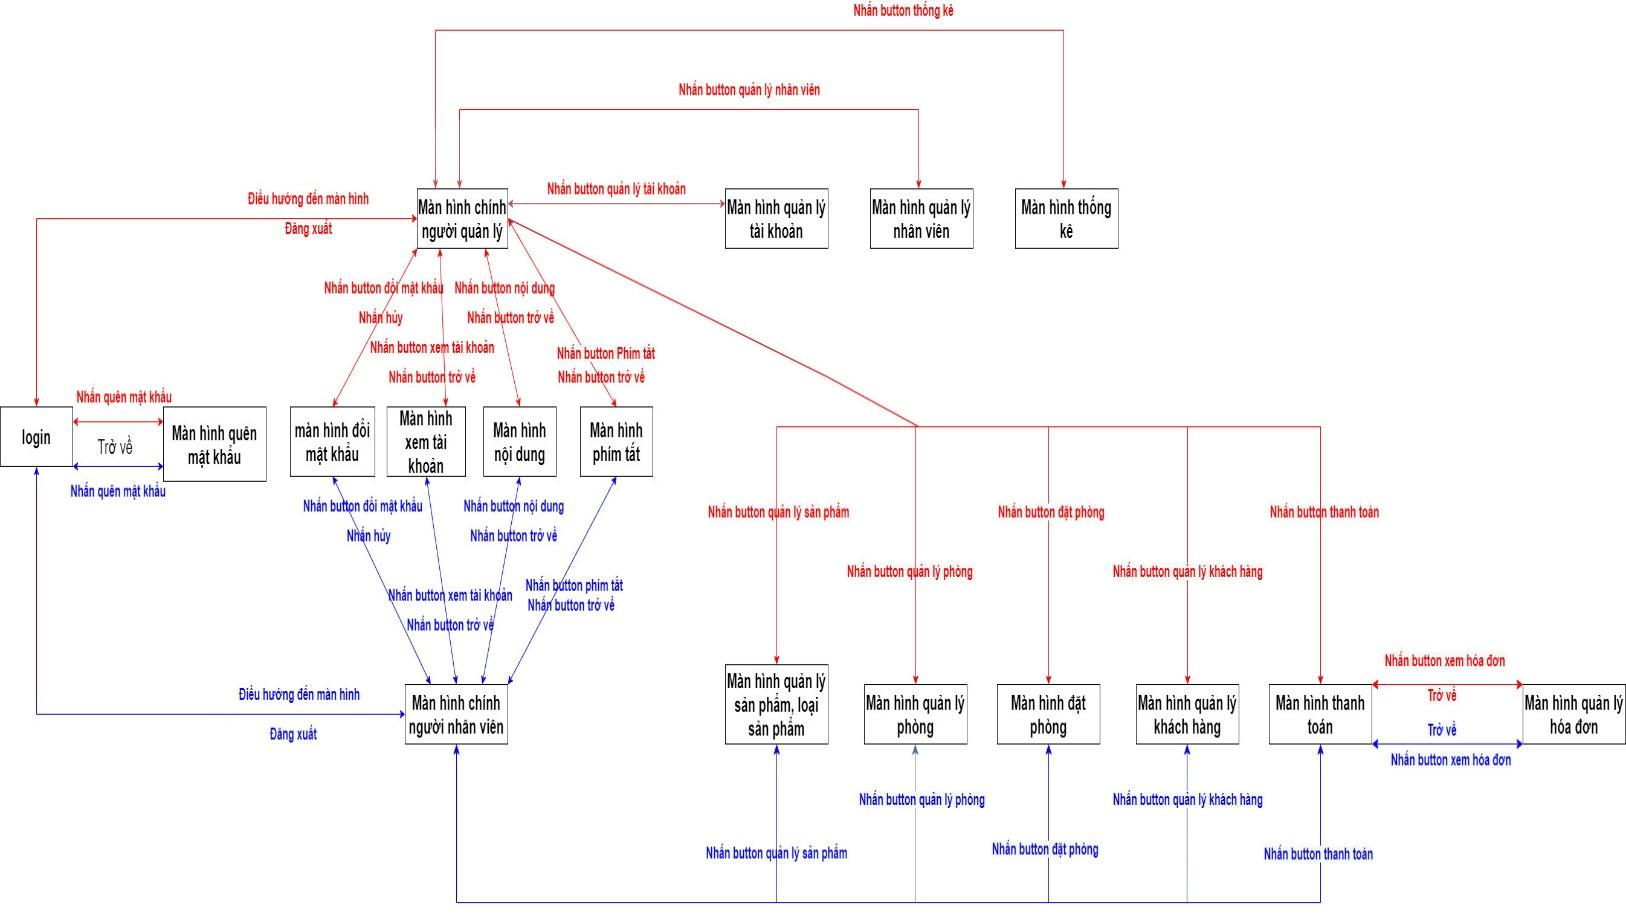 Nhấn button thống kê
Nhấn button quản lý nhân viên
Điều hướng đến màn hình
Đăng xuất
Màn hình chính
người quản lý
Nhấn button quản lý tài khoản
Màn hình quản lý
tài khoản
Màn hình quản lý
nhân viên
Màn hình thống
kê
Nhấn button đổi mật khẩu
Nhấn hủy
Nhấn button nội dung
Nhấn button trở về
Nhấn button xem tài khoản
Nhấn button trở về
Nhấn button Phím tắt
Nhấn button trở về
login
Nhấn quên mật khẩu
Trở về
Nhấn quên mật khẩu
Màn hình quên
mật khẩu
màn hình đổi
mật khẩu
Màn hình
xem tài
khoản
Màn hình
nội dung
Màn hình
phím tắt
Nhấn button đổi mật khẩu
Nhấn hủy
Nhấn button nội dung
Nhấn button trở về
Nhấn button xem tài khoản
Nhấn button trở về
Nhấn button phím tắt
Nhấn button trở về
Nhấn button quản lý sản phẩm
Nhấn button đặt phòng
Nhấn button thanh toán
Nhấn button quản lý phòng
Nhấn button quản lý khách hàng
Điều hướng đến màn hình
Đăng xuất
Màn hình chính
người nhân viên
Màn hình quản lý
sản phẩm, loại
sản phẩm
Màn hình quản lý
phòng
Màn hình đặt
phòng
Màn hình quản lý
khách hàng
Màn hình thanh
toán
Nhấn button xem hóa đơn
Trở về
Trở về
Nhấn button xem hóa đơn
Màn hình quản lý
hóa đơn
Nhấn button quản lý phòng
Nhấn button quản lý khách hàng
Nhấn button quản lý sản phẩm
Nhấn button đặt phòng
Nhấn button thanh toán